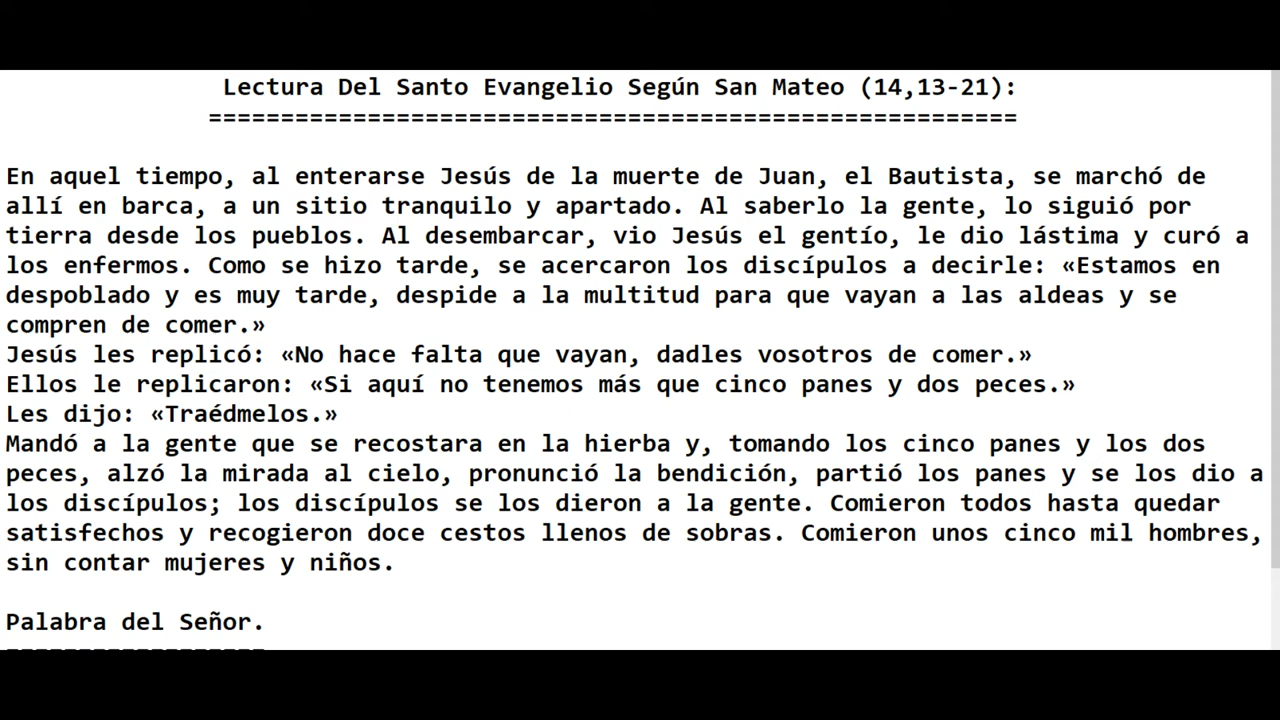 Lectura Del Santo Evangelio Según San Mateo (14,13-21):
========================================================
En aquel tiempo, al enterarse Jesús de la muerte de Juan, el Bautista, se marchó de
allí en barca, a un sitio tranquilo y apartado. Al saberlo la gente, lo siguió por
tierra desde los pueblos. Al desembarcar, vio Jesús el gentío, le dio lástima y curó a
los enfermos. Como se hizo tarde, se acercaron los discípulos a decirle: «Estamos en
despoblado y es muy tarde, despide a la multitud para que vayan a las aldeas y se
compren de comer.»
Jesús les replicó: «No hace falta que vayan, dadles vosotros de comer.»
Ellos le replicaron: «Si aquí no tenemos más que cinco panes y dos peces.»
Les dijo: «Traédmelos.»
Mandó a la gente que se recostara en la hierba y, tomando los cinco panes y los dos
peces, alzó la mirada al cielo, pronunció la bendición, partió los panes y se los dio a
los discípulos; los discípulos se los dieron a la gente. Comieron todos hasta quedar
satisfechos y recogieron doce cestos llenos de sobras. Comieron unos cinco mil hombres,
sin contar mujeres y niños.
Palabra del Señor.
==================